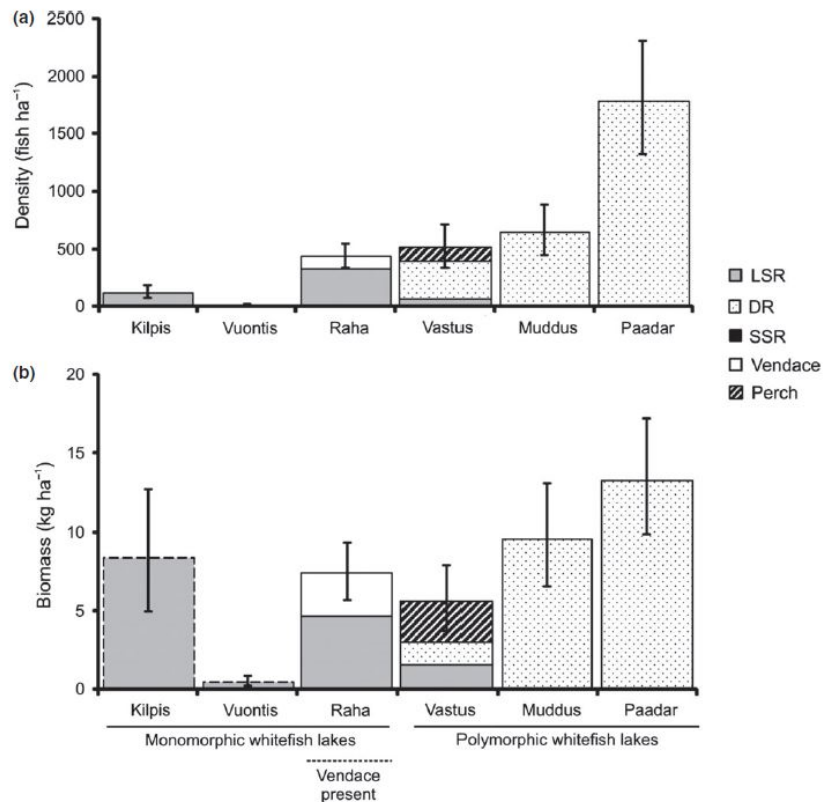 (a)
2500
2000
1500
1000
500
0
Density (fish ha⁻¹)
Kilpis Vuontis Raha Vastus Muddus Paadar
LSR
DR
SSR
Vendace
Perch
(b)
20
15
10
5
0
Biomass (kg ha⁻¹)
Kilpis Vuontis Raha Vastus Muddus Paadar
Monomorphic whitefish lakes Polymorphic whitefish lakes
Vendace
present